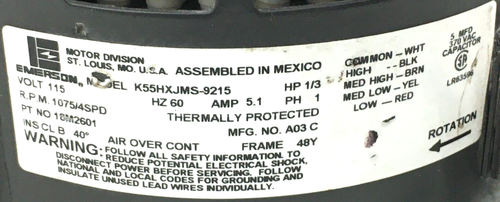 MOTOR DIVISION
ST. LOUIS, MO. U.S.A. ASSEMBLED IN MEXICO
EMERSON MODEL K55HXJMS-9215 HP 1/3
VOLT 115 HZ 60 AMP 5.1 PH 1
R.P.M. 1075/4SPD THERMALLY PROTECTED
PT NO 18M2601 MFG. NO. A03 C
INS CL B 40° AIR OVER CONT FRAME 48Y
WARNING: FOLLOW ALL SAFETY INFORMATION TO
REDUCE POTENTIAL ELECTRICAL SHOCK.
DISCONNECT POWER BEFORE SERVICING. FOLLOW
NATIONAL AND LOCAL CODES FOR GROUNDING AND
INSULATE UNUSED LEAD WIRES INDIVIDUALLY.
COMMON--WHT
HIGH --BLK
MED HIGH--BRN
MED LOW--YEL
LOW--RED
5 MFD
370 VAC
CAPACITOR
SA
LR63596
ROTATION